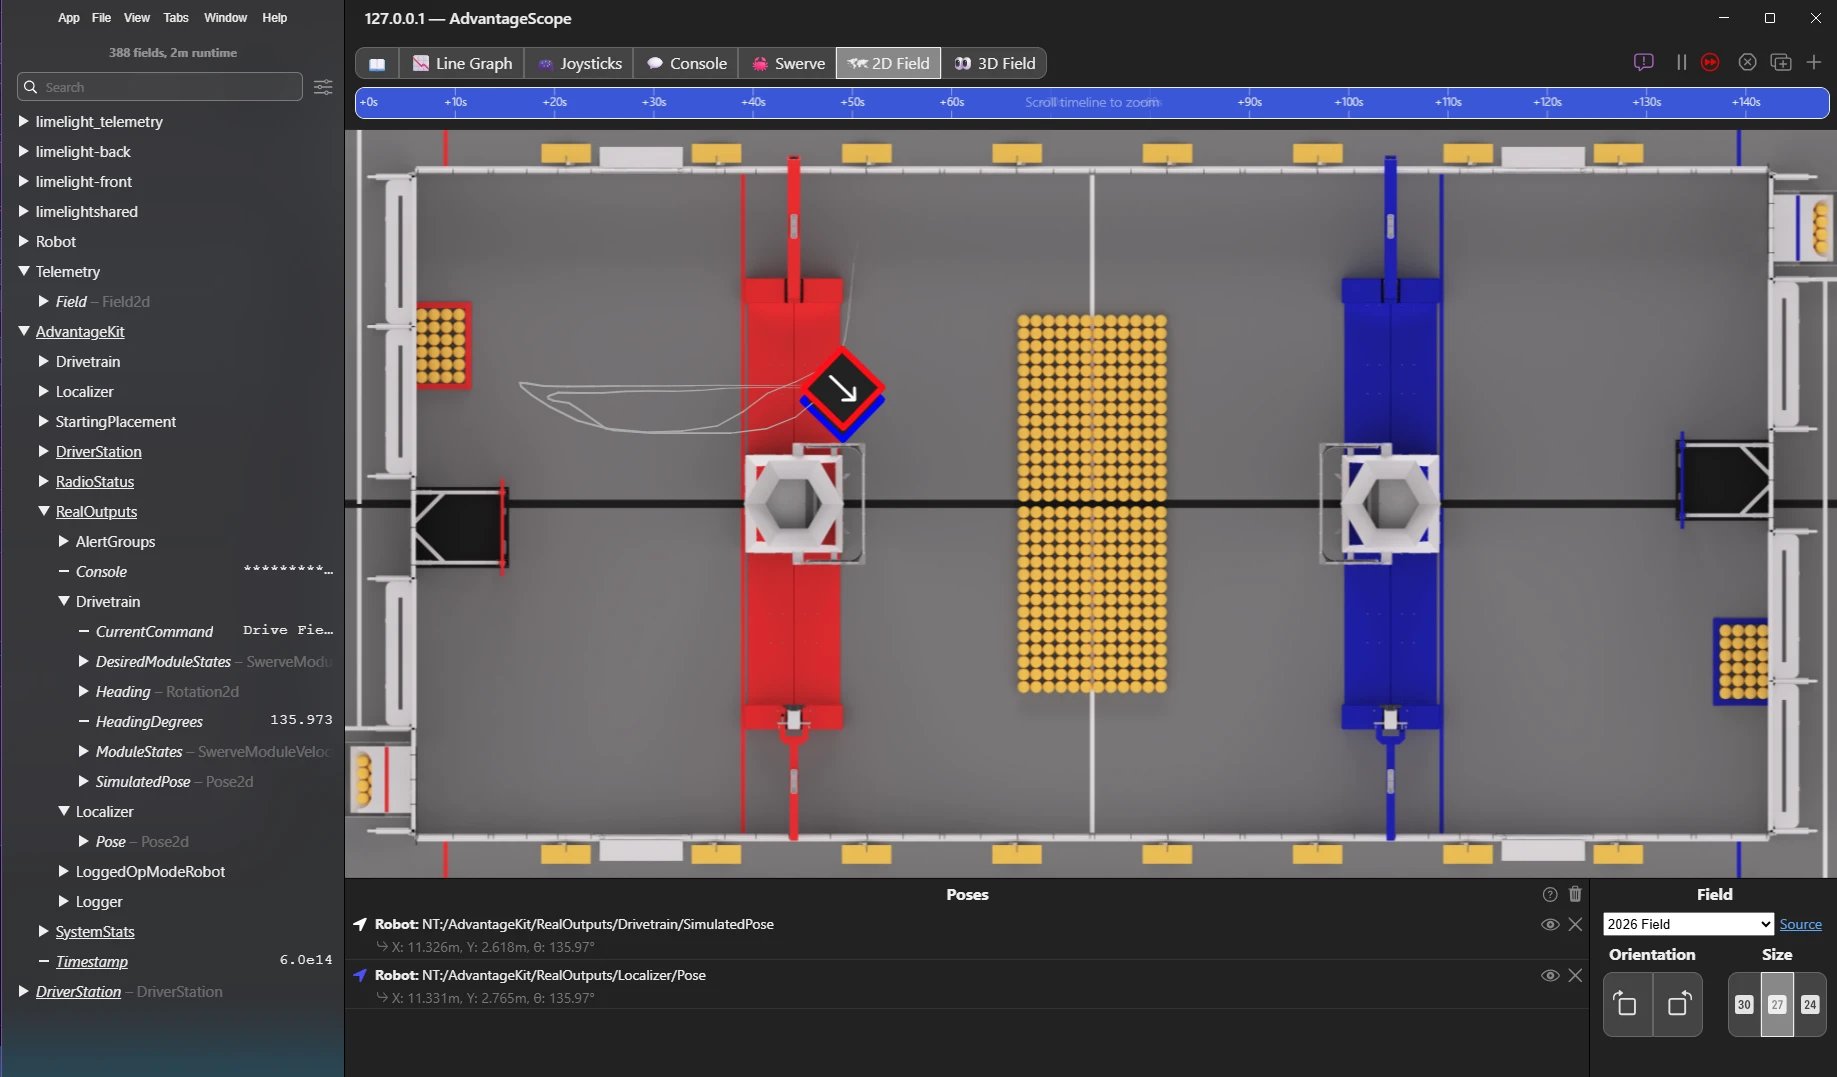 App File View Tabs Window Help
127.0.0.1 — AdvantageScope
388 fields, 2m runtime
Search
Line Graph
Joysticks
Console
Swerve
2D Field
3D Field
+0s +10s +20s +30s +40s +50s +60s Scroll timeline to zoom +90s +100s +110s +120s +130s +140s
limelight_telemetry
limelight-back
limelight-front
limelightshared
Robot
Telemetry
Field – Field2d
AdvantageKit
Drivetrain
Localizer
StartingPlacement
DriverStation
RadioStatus
RealOutputs
AlertGroups
Console *********…
Drivetrain
CurrentCommand Drive Fie…
DesiredModuleStates – SwerveModu
Heading – Rotation2d
HeadingDegrees 135.973
ModuleStates – SwerveModuleVeloc
SimulatedPose – Pose2d
Localizer
Pose – Pose2d
LoggedOpModeRobot
Logger
SystemStats
Timestamp 6.0e14
DriverStation – DriverStation
Poses
Robot: NT:/AdvantageKit/RealOutputs/Drivetrain/SimulatedPose
X: 11.326m, Y: 2.618m, θ: 135.97°
Robot: NT:/AdvantageKit/RealOutputs/Localizer/Pose
X: 11.331m, Y: 2.765m, θ: 135.97°
Field
2026 Field Source
Orientation Size
30 27 24